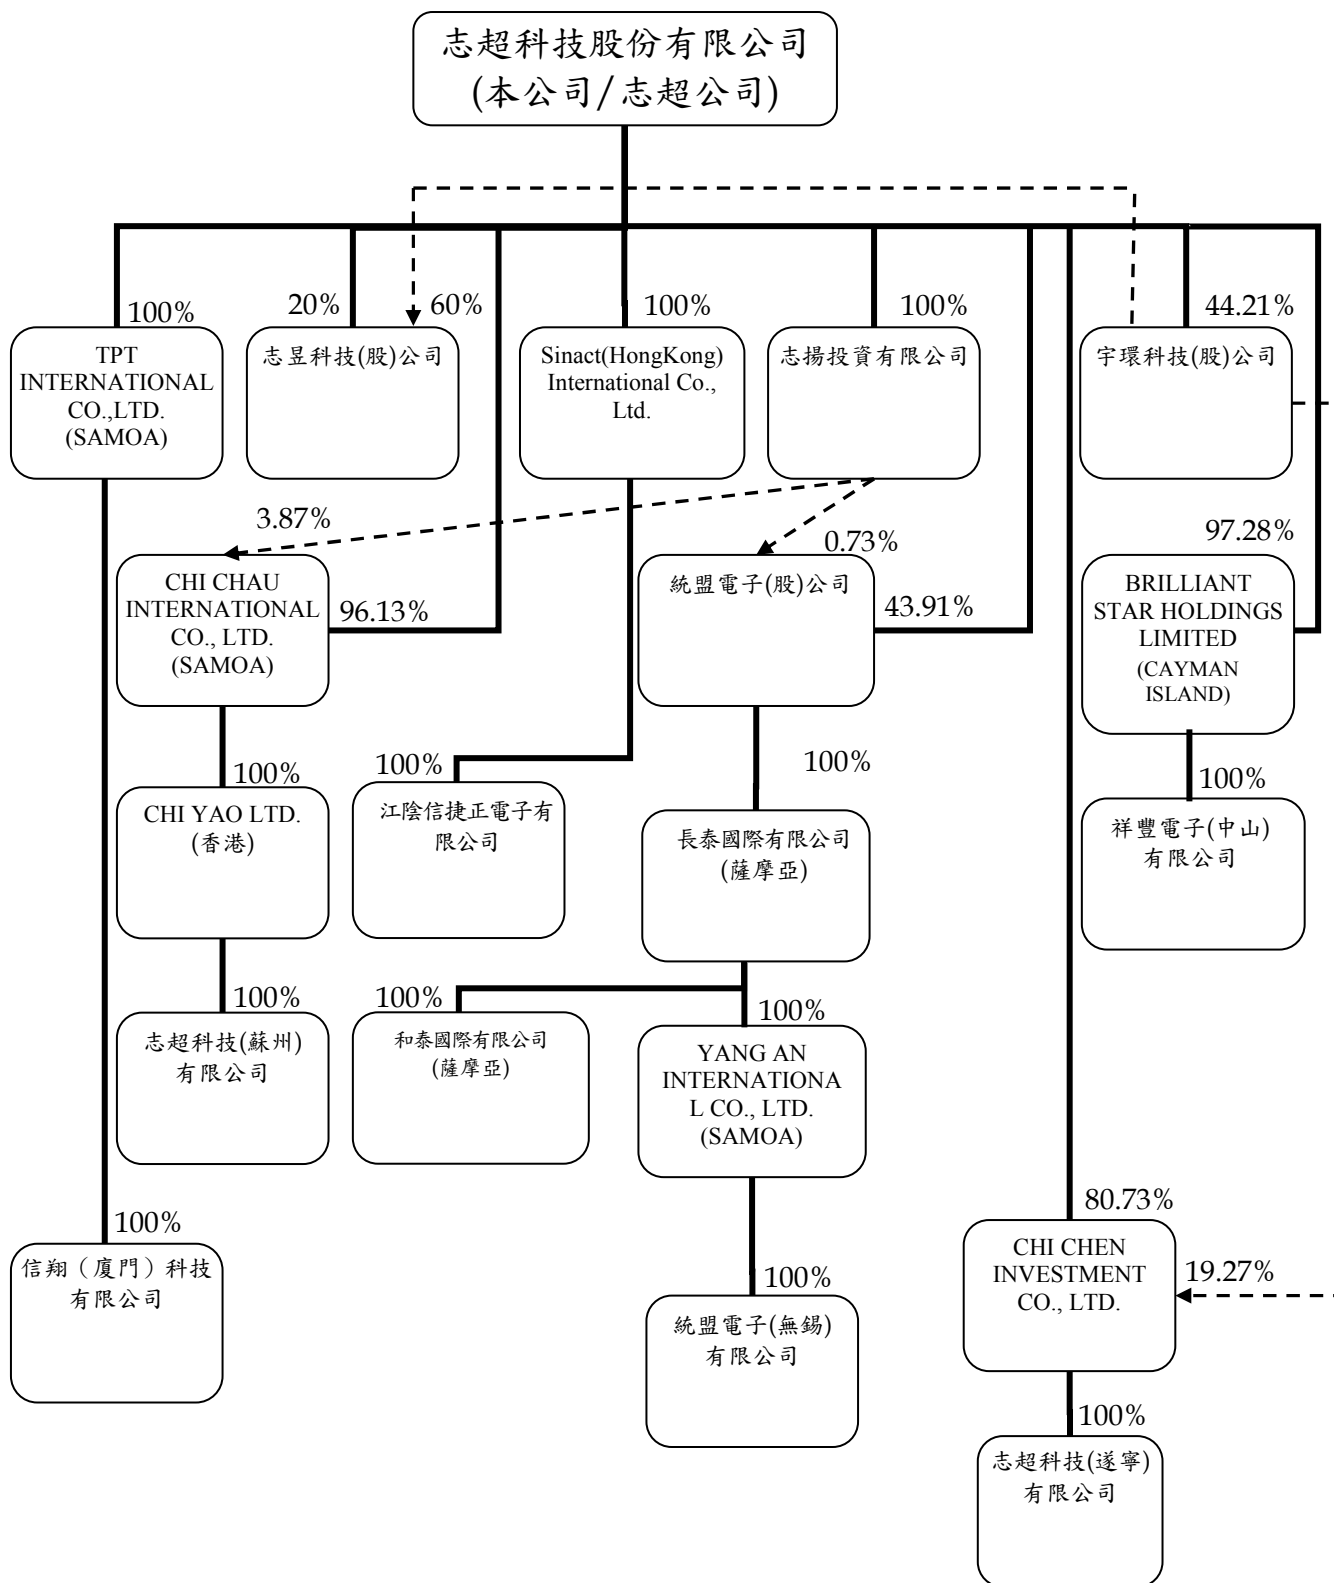 志超科技股份有限公司
(本公司/志超公司)
100%
20%
60%
100%
100%
44.21%
TPT
INTERNATIONAL
CO.,LTD.
(SAMOA)
志昱科技(股)公司
Sinact(HongKong)
International Co.,
Ltd.
志揚投資有限公司
宇環科技(股)公司
3.87%
0.73%
97.28%
CHI CHAU
INTERNATIONAL
CO., LTD.
(SAMOA)
96.13%
統盟電子(股)公司
43.91%
BRILLIANT
STAR HOLDINGS
LIMITED
(CAYMAN
ISLAND)
100%
100%
100%
100%
CHI YAO LTD.
(香港)
江陰信捷正電子有
限公司
長泰國際有限公司
(薩摩亞)
祥豐電子(中山)
有限公司
100%
100%
100%
志超科技(蘇州)
有限公司
和泰國際有限公司
(薩摩亞)
YANG AN
INTERNATIONA
L CO., LTD.
(SAMOA)
100%
80.73%
信翔（廈門）科技
有限公司
100%
CHI CHEN
INVESTMENT
CO., LTD.
19.27%
統盟電子(無錫)
有限公司
100%
志超科技(遂寧)
有限公司